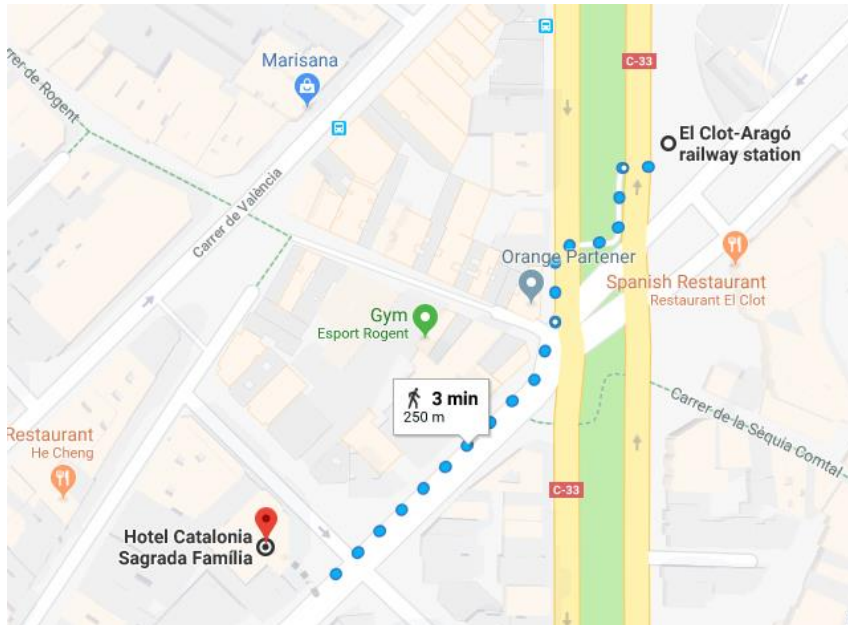 C-33
Marisana
rrer de Rogent
El Clot-Aragó
railway station
Carrer de València
Orange Partener
Spanish Restaurant
Restaurant El Clot
Gym
Esport Rogent
3 min
250 m
Carrer de la Sèquia Comtal
Restaurant
He Cheng
C-33
Hotel Catalonia
Sagrada Família